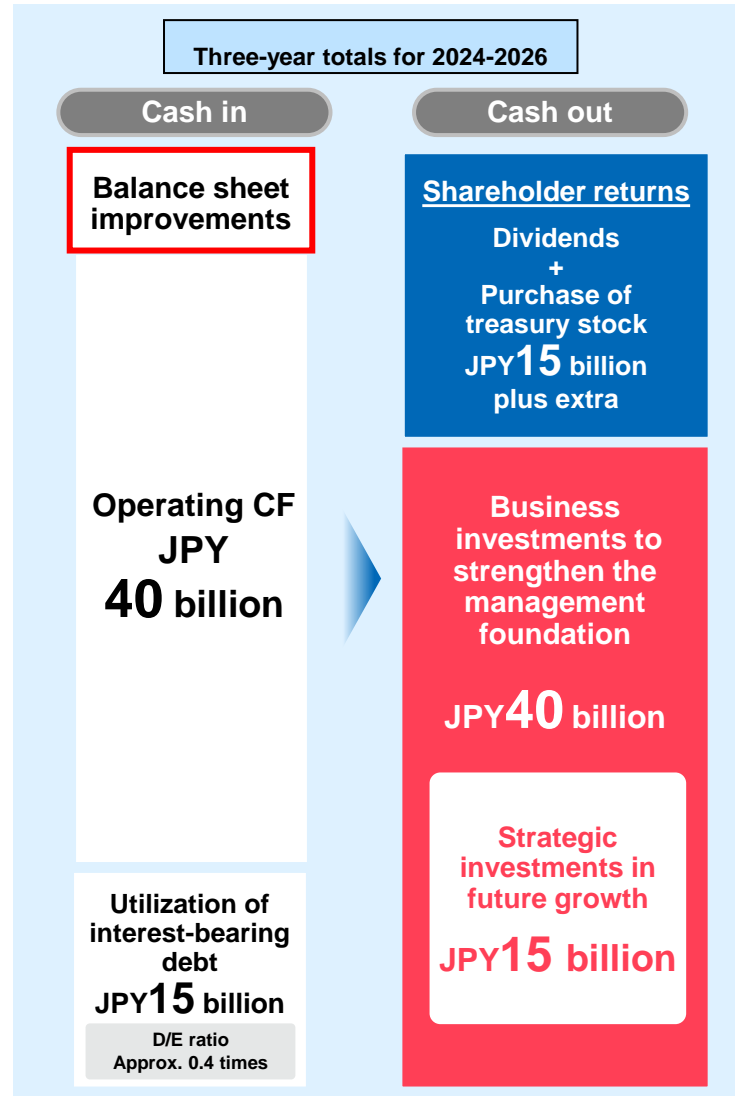 Three-year totals for 2024-2026
Cash in
Balance sheet
improvements
Operating CF
JPY
40 billion
Utilization of
interest-bearing
debt
JPY15 billion
D/E ratio
Approx. 0.4 times
Cash out
Shareholder returns
Dividends
+
Purchase of
treasury stock
JPY15 billion
plus extra
Business
investments to
strengthen the
management
foundation
JPY40 billion
Strategic
investments in
future growth
JPY15 billion